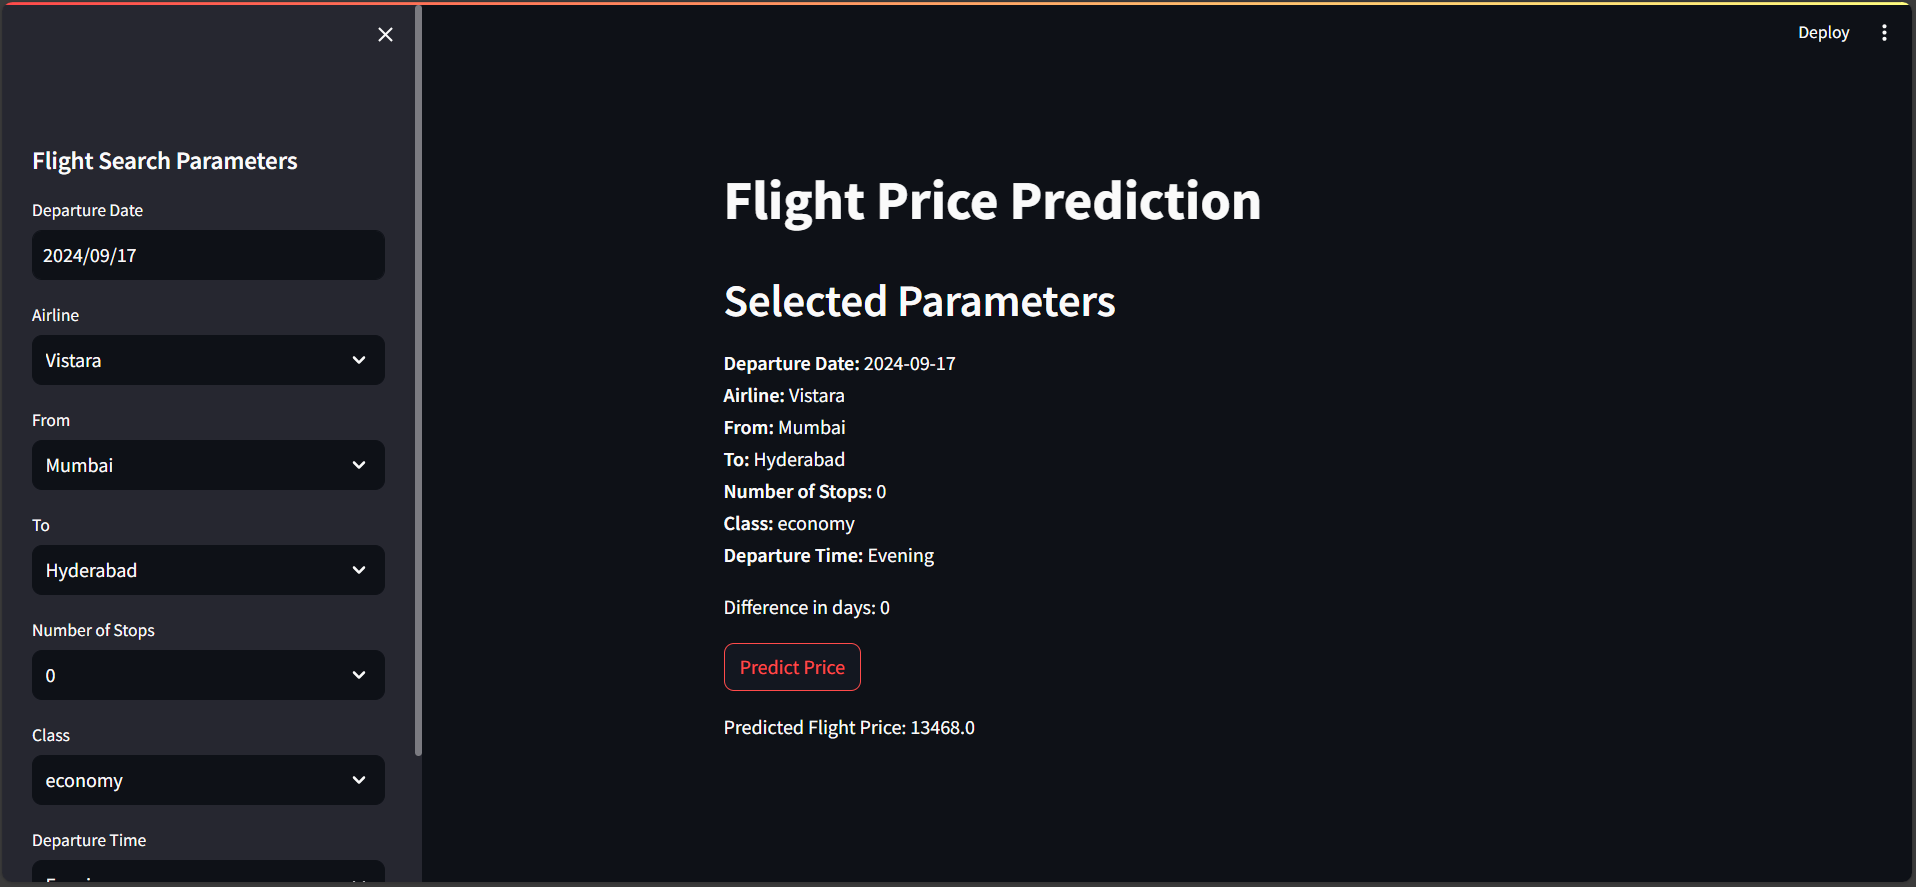 Deploy
Flight Search Parameters
Departure Date
2024/09/17
Airline
Vistara
From
Mumbai
To
Hyderabad
Number of Stops
0
Class
economy
Departure Time
Flight Price Prediction
Selected Parameters
Departure Date: 2024-09-17
Airline: Vistara
From: Mumbai
To: Hyderabad
Number of Stops: 0
Class: economy
Departure Time: Evening
Difference in days: 0
Predict Price
Predicted Flight Price: 13468.0